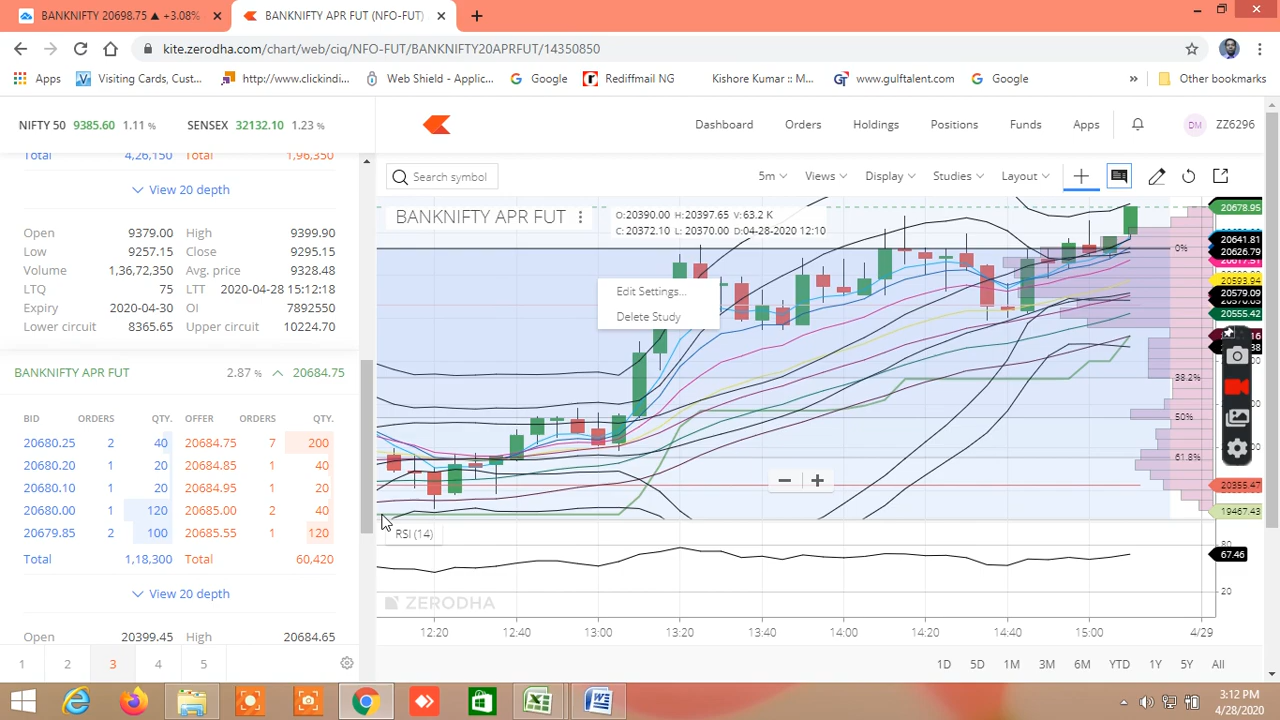 BANKNIFTY 20698.75 ▲ +3.08%
BANKNIFTY APR FUT (NFO-FUT)
kite.zerodha.com/chart/web/ciq/NFO-FUT/BANKNIFTY20APRFUT/14350850
Apps Visiting Cards, Cust... http://www.clickindi... Web Shield - Applic... Google Rediffmail NG Kishore Kumar :: M... www.gulftalent.com Google » Other bookmarks
NIFTY 50 9385.60 1.11 % SENSEX 32132.10 1.23 %
Dashboard Orders Holdings Positions Funds Apps DM ZZ6296
Total 4,26,150 Total 1,96,350
View 20 depth
Open 9379.00 High 9399.90
Low 9257.15 Close 9295.15
Volume 1,36,72,350 Avg. price 9328.48
LTQ 75 LTT 2020-04-28 15:12:18
Expiry 2020-04-30 OI 7892550
Lower circuit 8365.65 Upper circuit 10224.70
BANKNIFTY APR FUT 2.87 % 20684.75
BID ORDERS QTY. OFFER ORDERS QTY.
20680.25 2 40 20684.75 7 200
20680.20 1 20 20684.85 1 40
20680.10 1 20 20684.95 1 20
20680.00 1 120 20685.00 2 40
20679.85 2 100 20685.55 1 120
Total 1,18,300 Total 60,420
View 20 depth
Open 20399.45 High 20684.65
1 2 3 4 5
Search symbol 5m Views Display Studies Layout
BANKNIFTY APR FUT
O:20390.00 H:20397.65 V:63.2 K
C:20372.10 L:20370.00 D:04-28-2020 12:10
Edit Settings...
Delete Study
0%
38.2%
50%
61.8%
20678.95
20641.81
20626.79
20593.94
20579.09
20555.42
20355.47
19467.43
RSI (14)
80
67.46
20
ZERODHA
12:20 12:40 13:00 13:20 13:40 14:00 14:20 14:40 15:00 4/29
1D 5D 1M 3M 6M YTD 1Y 5Y All
3:12 PM
4/28/2020